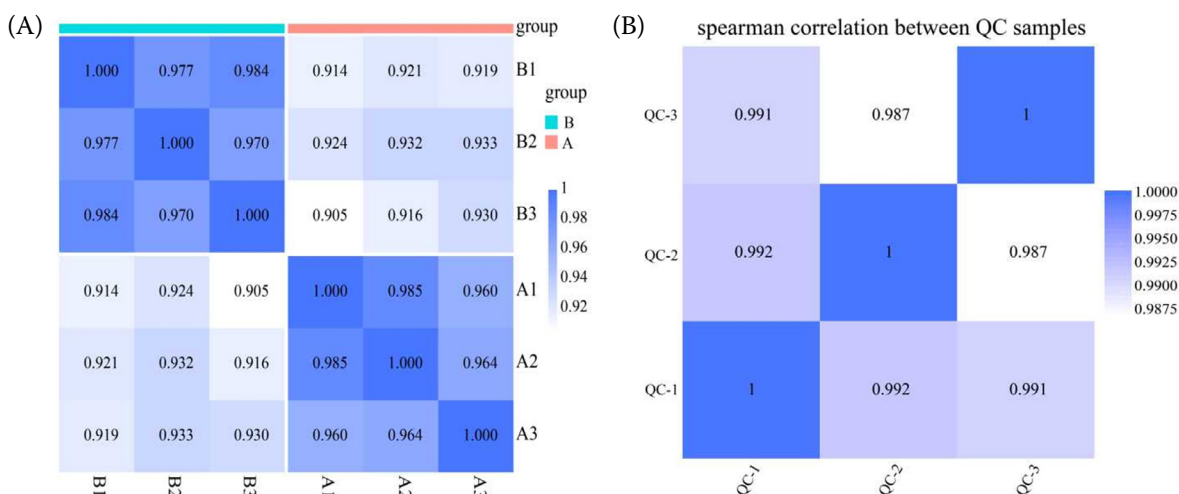 (A)
group
1.000 0.977 0.984 0.914 0.921 0.919 B1
0.977 1.000 0.970 0.924 0.932 0.933 B2
0.984 0.970 1.000 0.905 0.916 0.930 B3
0.914 0.924 0.905 1.000 0.985 0.960 A1
0.921 0.932 0.916 0.985 1.000 0.964 A2
0.919 0.933 0.930 0.960 0.964 1.000 A3
B1 B2 B3 A1 A2 A3
group
B
A
1
0.98
0.96
0.94
0.92
(B)
spearman correlation between QC samples
QC-3 0.991 0.987 1
QC-2 0.992 1 0.987
QC-1 1 0.992 0.991
QC-1 QC-2 QC-3
1.0000
0.9975
0.9950
0.9925
0.9900
0.9875